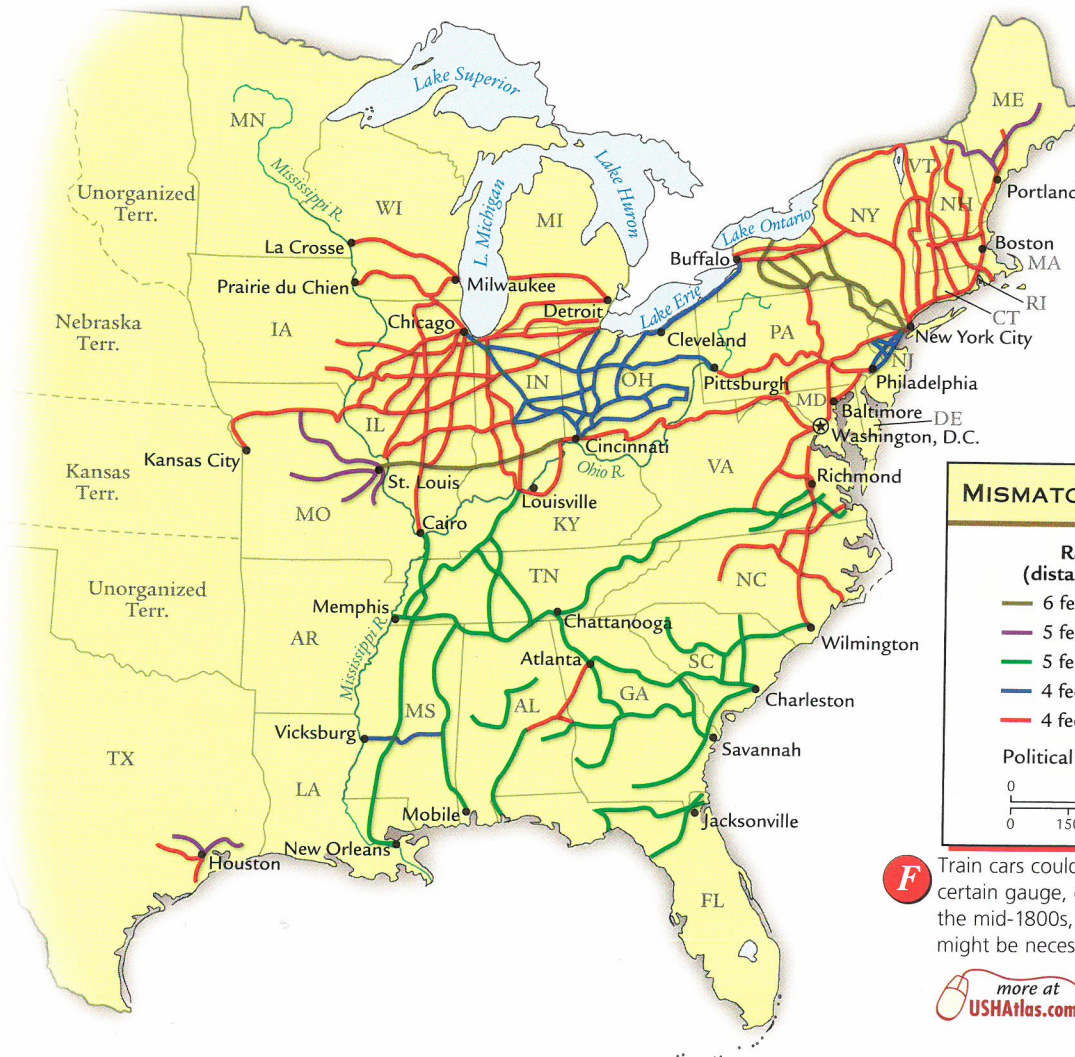 Lake Superior
ME
MN
Mississippi R.
Lake Huron
VT
Unorganized
Terr.
WI
L. Michigan
MI
NH
Portland
Lake Ontario
NY
La Crosse
Buffalo
Boston
MA
Prairie du Chien
Milwaukee
Lake Erie
RI
Detroit
CT
Nebraska
Terr.
IA
Chicago
Cleveland
PA
New York City
IN
OH
NJ
Pittsburgh
Philadelphia
MD
Baltimore
DE
IL
Washington, D.C.
Cincinnati
Kansas City
Kansas
Terr.
St. Louis
Ohio R.
VA
Richmond
Louisville
MO
KY
Cairo
MISMATC
R
(dista
6 fe
5 fe
5 fe
4 fe
4 fe
Political
0
0 150
Unorganized
Terr.
TN
NC
Memphis
Chattanooga
AR
Wilmington
Mississippi R.
Atlanta
SC
GA
Charleston
MS
AL
Vicksburg
Savannah
TX
LA
Mobile
Jacksonville
New Orleans
Houston
FL
F
Train cars could
certain gauge,
the mid-1800s,
might be neces
more at
USHAtlas.com